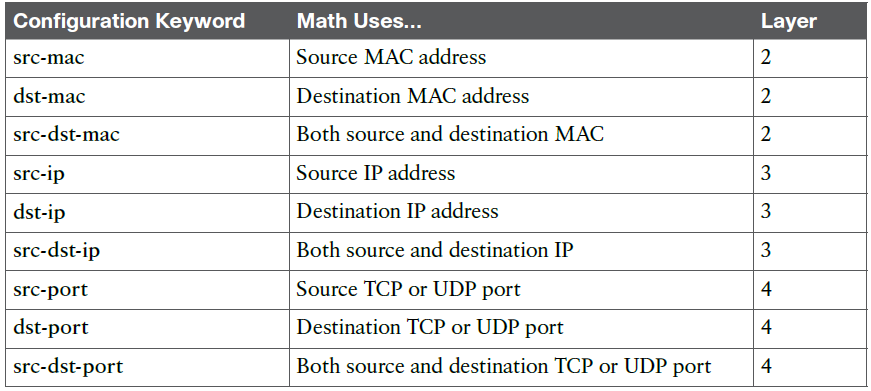 Configuration Keyword Math Uses... Layer
src-mac Source MAC address 2
dst-mac Destination MAC address 2
src-dst-mac Both source and destination MAC 2
src-ip Source IP address 3
dst-ip Destination IP address 3
src-dst-ip Both source and destination IP 3
src-port Source TCP or UDP port 4
dst-port Destination TCP or UDP port 4
src-dst-port Both source and destination TCP or UDP port 4